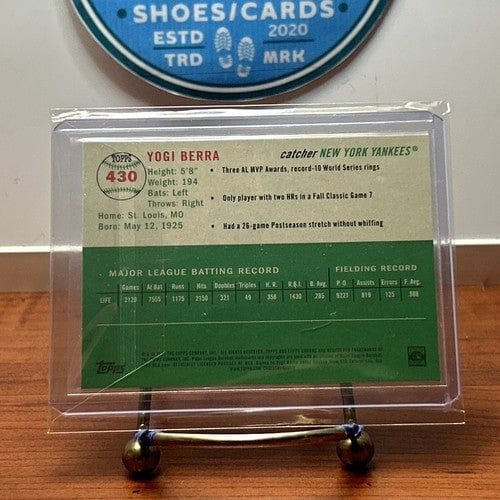 SHOES/CARDS
ESTD 2020
TRD MRK
TOPPS
430
YOGI BERRA
catcher NEW YORK YANKEES®
Height: 5'8"
Weight: 194
Bats: Left
Throws: Right
Home: St. Louis, MO
Born: May 12, 1925
• Three AL MVP Awards, record-10 World Series rings
• Only player with two HRs in a Fall Classic Game 7
• Had a 26-game Postseason stretch without whiffing
MAJOR LEAGUE BATTING RECORD
FIELDING RECORD
Games At Bat Runs Hits Doubles Triples H.R. R.B.I. B. Avg. P.O. Assists Errors F. Avg.
LIFE 2120 7555 1175 2150 321 49 358 1430 .285 9221 819 125 .988
Topps